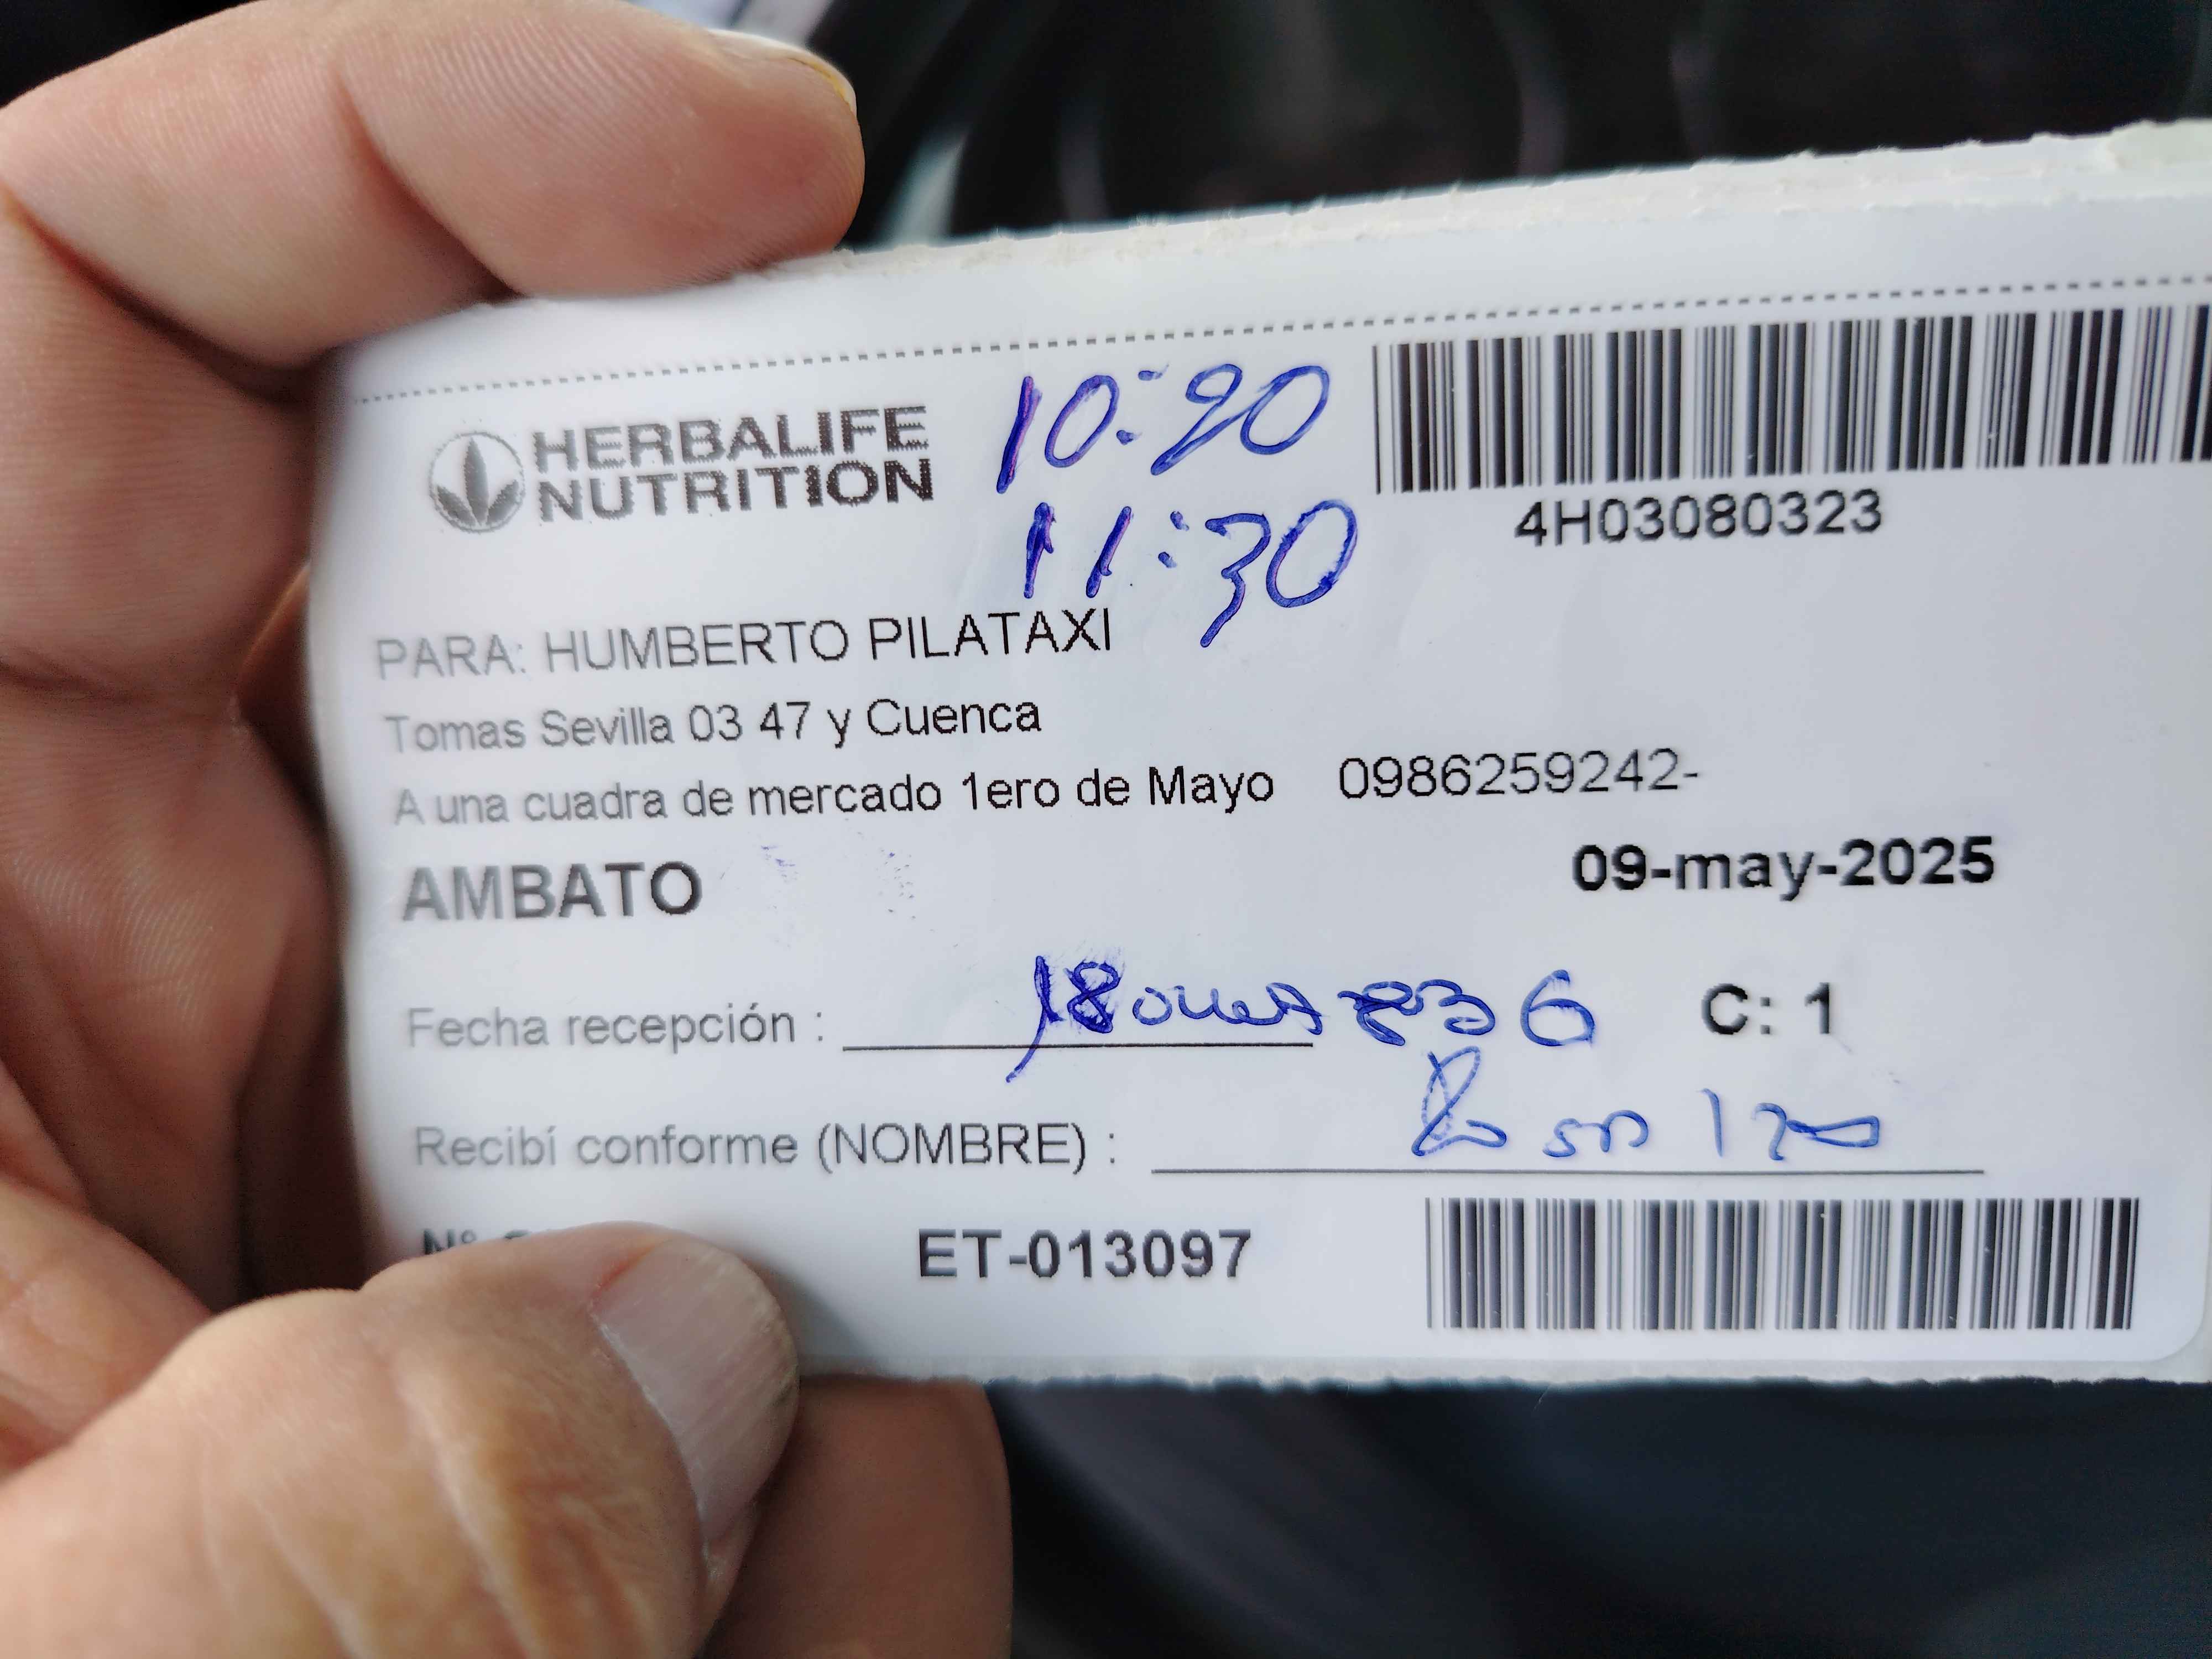 HERBALIFE
NUTRITION
10:20
11:30
4H03080323
PARA: HUMBERTO PILATAXI
Tomas Sevilla 03 47 y Cuenca
A una cuadra de mercado 1ero de Mayo 0986259242-
AMBATO
09-may-2025
Fecha recepción : C: 1
Recibí conforme (NOMBRE) :
Nº
ET-013097